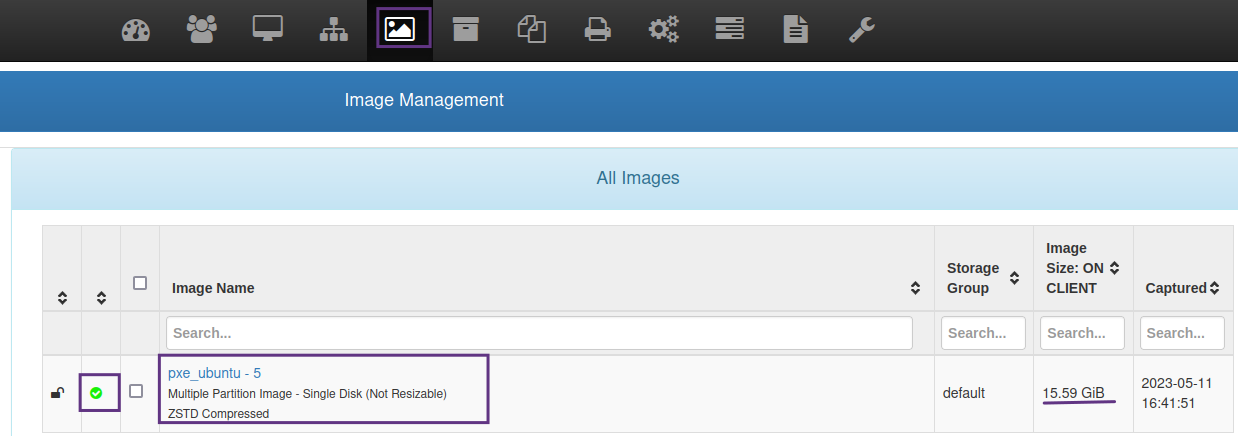 Image Management
All Images
Image Name
Storage
Group
Image
Size: ON
CLIENT
Captured
Search...
Search...
Search...
Search...
pxe_ubuntu - 5
Multiple Partition Image - Single Disk (Not Resizable)
ZSTD Compressed
default
15.59 GiB
2023-05-11
16:41:51